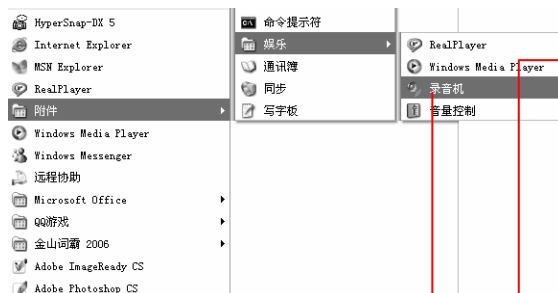 HyperSnap-DX 5
Internet Explorer
MSN Explorer
RealPlayer
附件
Windows Media Player
Windows Messenger
远程协助
Microsoft Office
QQ游戏
金山词霸 2006
Adobe ImageReady CS
Adobe Photoshop CS
命令提示符
娱乐
通讯簿
同步
写字板
RealPlayer
Windows Media Player
录音机
音量控制